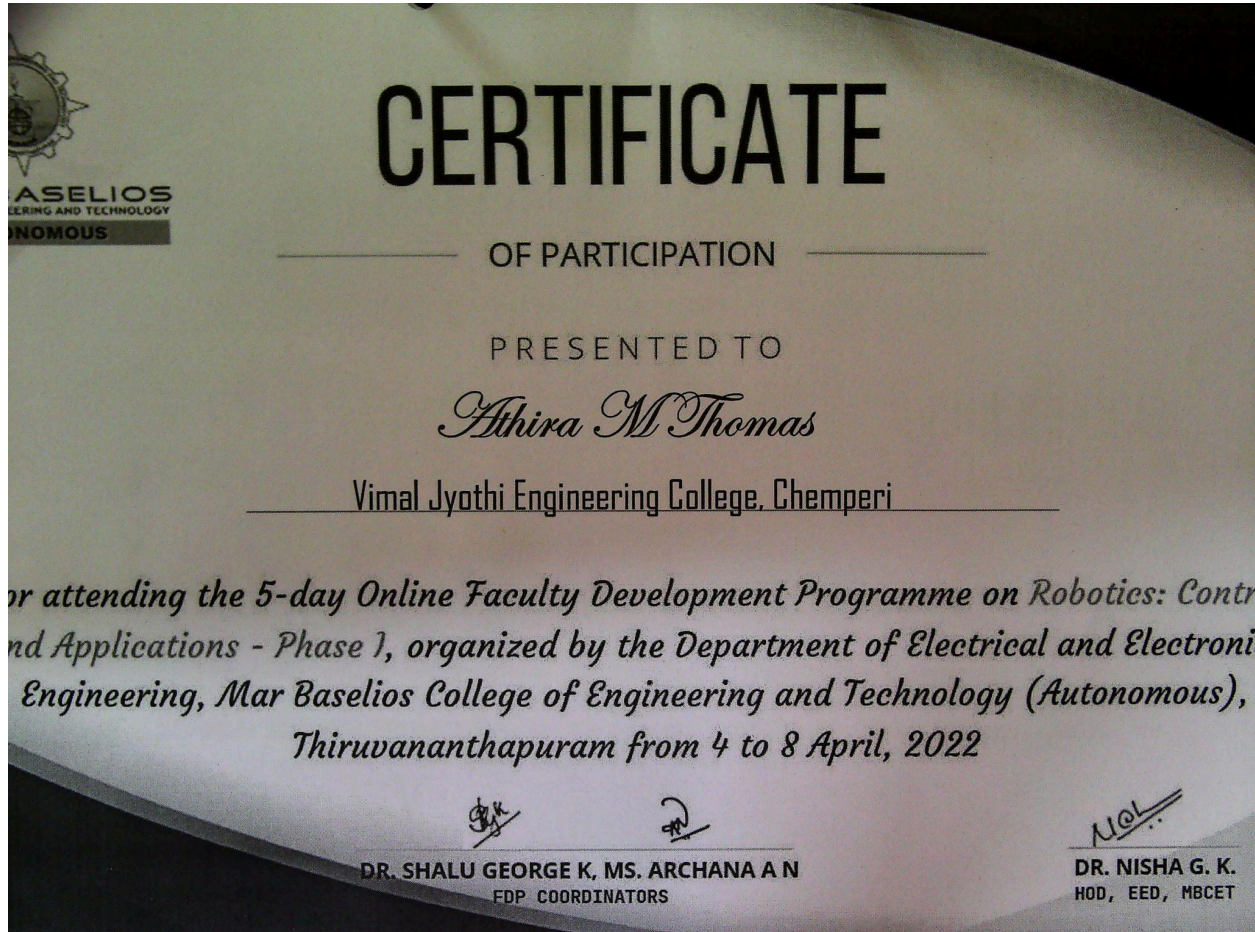 ASELIOS
ERING AND TECHNOLOGY
NOMOUS
CERTIFICATE
OF PARTICIPATION
PRESENTED TO
Athira M Thomas
Vimal Jyothi Engineering College, Chemperi
or attending the 5-day Online Faculty Development Programme on Robotics: Contr
nd Applications - Phase I, organized by the Department of Electrical and Electroni
Engineering, Mar Baselios College of Engineering and Technology (Autonomous),
Thiruvananthapuram from 4 to 8 April, 2022
DR. SHALU GEORGE K, MS. ARCHANA A N
FDP COORDINATORS
DR. NISHA G. K.
HOD, EED, MBCET